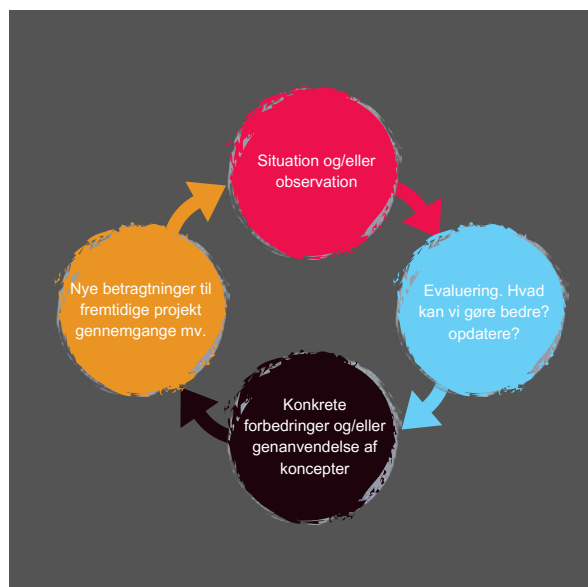 Situation og/eller
observation
Evaluering. Hvad
kan vi gøre bedre?
opdatere?
Konkrete
forbedringer og/eller
genanvendelse af
koncepter
Nye betragtninger til
fremtidige projekt
gennemgange mv.